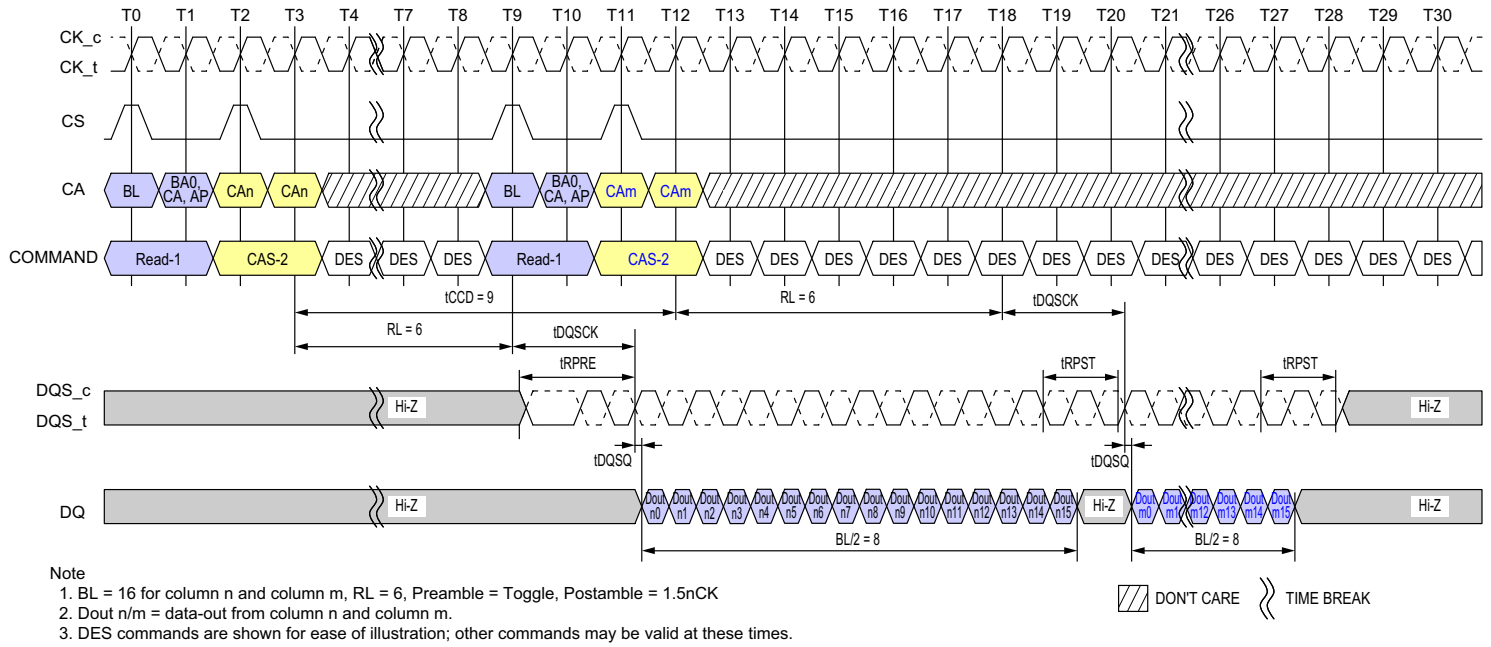 T0 T1 T2 T3 T4 T7 T8 T9 T10 T11 T12 T13 T14 T15 T16 T17 T18 T19 T20 T21 T26 T27 T28 T29 T30
CK_c
CK_t
CS
CA BL BA0, CA, AP CAn CAn BL BA0, CA, AP CAm CAm
COMMAND Read-1 CAS-2 DES DES DES Read-1 CAS-2 DES DES DES DES DES DES DES DES DES DES DES DES DES DES
tCCD = 9 RL = 6 tDQSCK
RL = 6 tDQSCK
tRPRE tRPST tRPST
DQS_c
DQS_t
Hi-Z Hi-Z
tDQSQ tDQSQ
DQ Hi-Z Dout n0 Dout n1 Dout n2 Dout n3 Dout n4 Dout n5 Dout n6 Dout n7 Dout n8 Dout n9 Dout n10 Dout n11 Dout n12 Dout n13 Dout n14 Dout n15 Hi-Z Dout m0 Dout m1 Dout m12 Dout m13 Dout m14 Dout m15 Hi-Z
BL/2 = 8 BL/2 = 8
Note
1. BL = 16 for column n and column m, RL = 6, Preamble = Toggle, Postamble = 1.5nCK
2. Dout n/m = data-out from column n and column m.
3. DES commands are shown for ease of illustration; other commands may be valid at these times.
DON'T CARE TIME BREAK